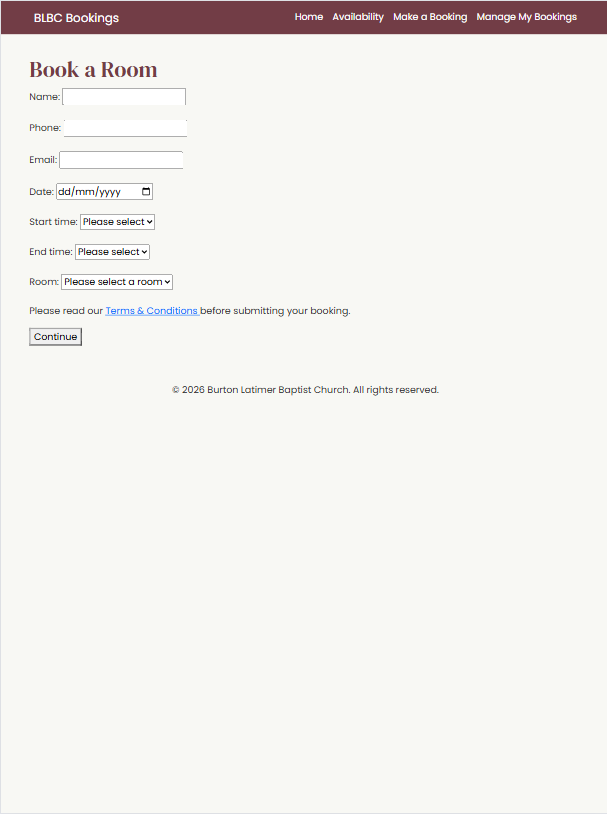 BLBC Bookings
Home Availability Make a Booking Manage My Bookings
Book a Room
Name:
Phone:
Email:
Date: dd/mm/yyyy
Start time: Please select
End time: Please select
Room: Please select a room
Please read our Terms & Conditions before submitting your booking.
Continue
© 2026 Burton Latimer Baptist Church. All rights reserved.